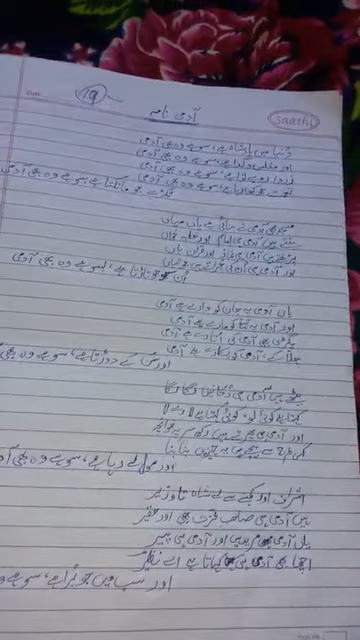 19
آدمی نامہ
saathi
Date
دنیا میں بادشاہ ہے، سو ہے وہ بھی آدمی
اور مفلس و گدا ہے، سو ہے وہ بھی آدمی
زردار بے نوا ہے، سو ہے وہ بھی آدمی
نعمت جو کھا رہا ہے، سو ہے وہ بھی آدمی
ٹکڑے جو مانگتا ہے، سو ہے وہ بھی آدمی
مسجد بھی آدمی نے بنائی ہے یاں میاں
بنتے ہیں آدمی ہی امام اور خطبہ خواں
پڑھتے ہیں آدمی ہی نماز اور قرآن یاں
اور آدمی ہی ان کی چراتے ہیں جوتیاں
ان کو جو تاڑتا ہے، سو ہے وہ بھی آدمی
یاں آدمی پہ جان کو وارے ہے آدمی
اور آدمی پہ تیغ کو مارے ہے آدمی
پگڑی بھی آدمی کی اتارے ہے آدمی
چلا کے آدمی کو پکارے ہے آدمی
اور سن کے دوڑتا ہے، سو ہے وہ بھی
بیٹھے ہیں آدمی ہی دکانیں لگا لگا
کہتا ہے کوئی لو، کوئی کہتا ہے لا رے لا
اور آدمی ہی پھرتے ہیں رکھ سر پہ خوانچہ
کس طرح سے بیچے ہیں چیزیں بنا بنا
اور مول لے رہا ہے، سو ہے وہ بھی
اشراف اور کمینے سے لے شاہ تا وزیر
ہیں آدمی ہی صاحب عزت بھی اور حقیر
یاں آدمی مرید ہیں اور آدمی ہی پیر
اچھا بھی آدمی ہی کہاتا ہے اے نظیر
اور سب میں جو برا ہے، سو ہے